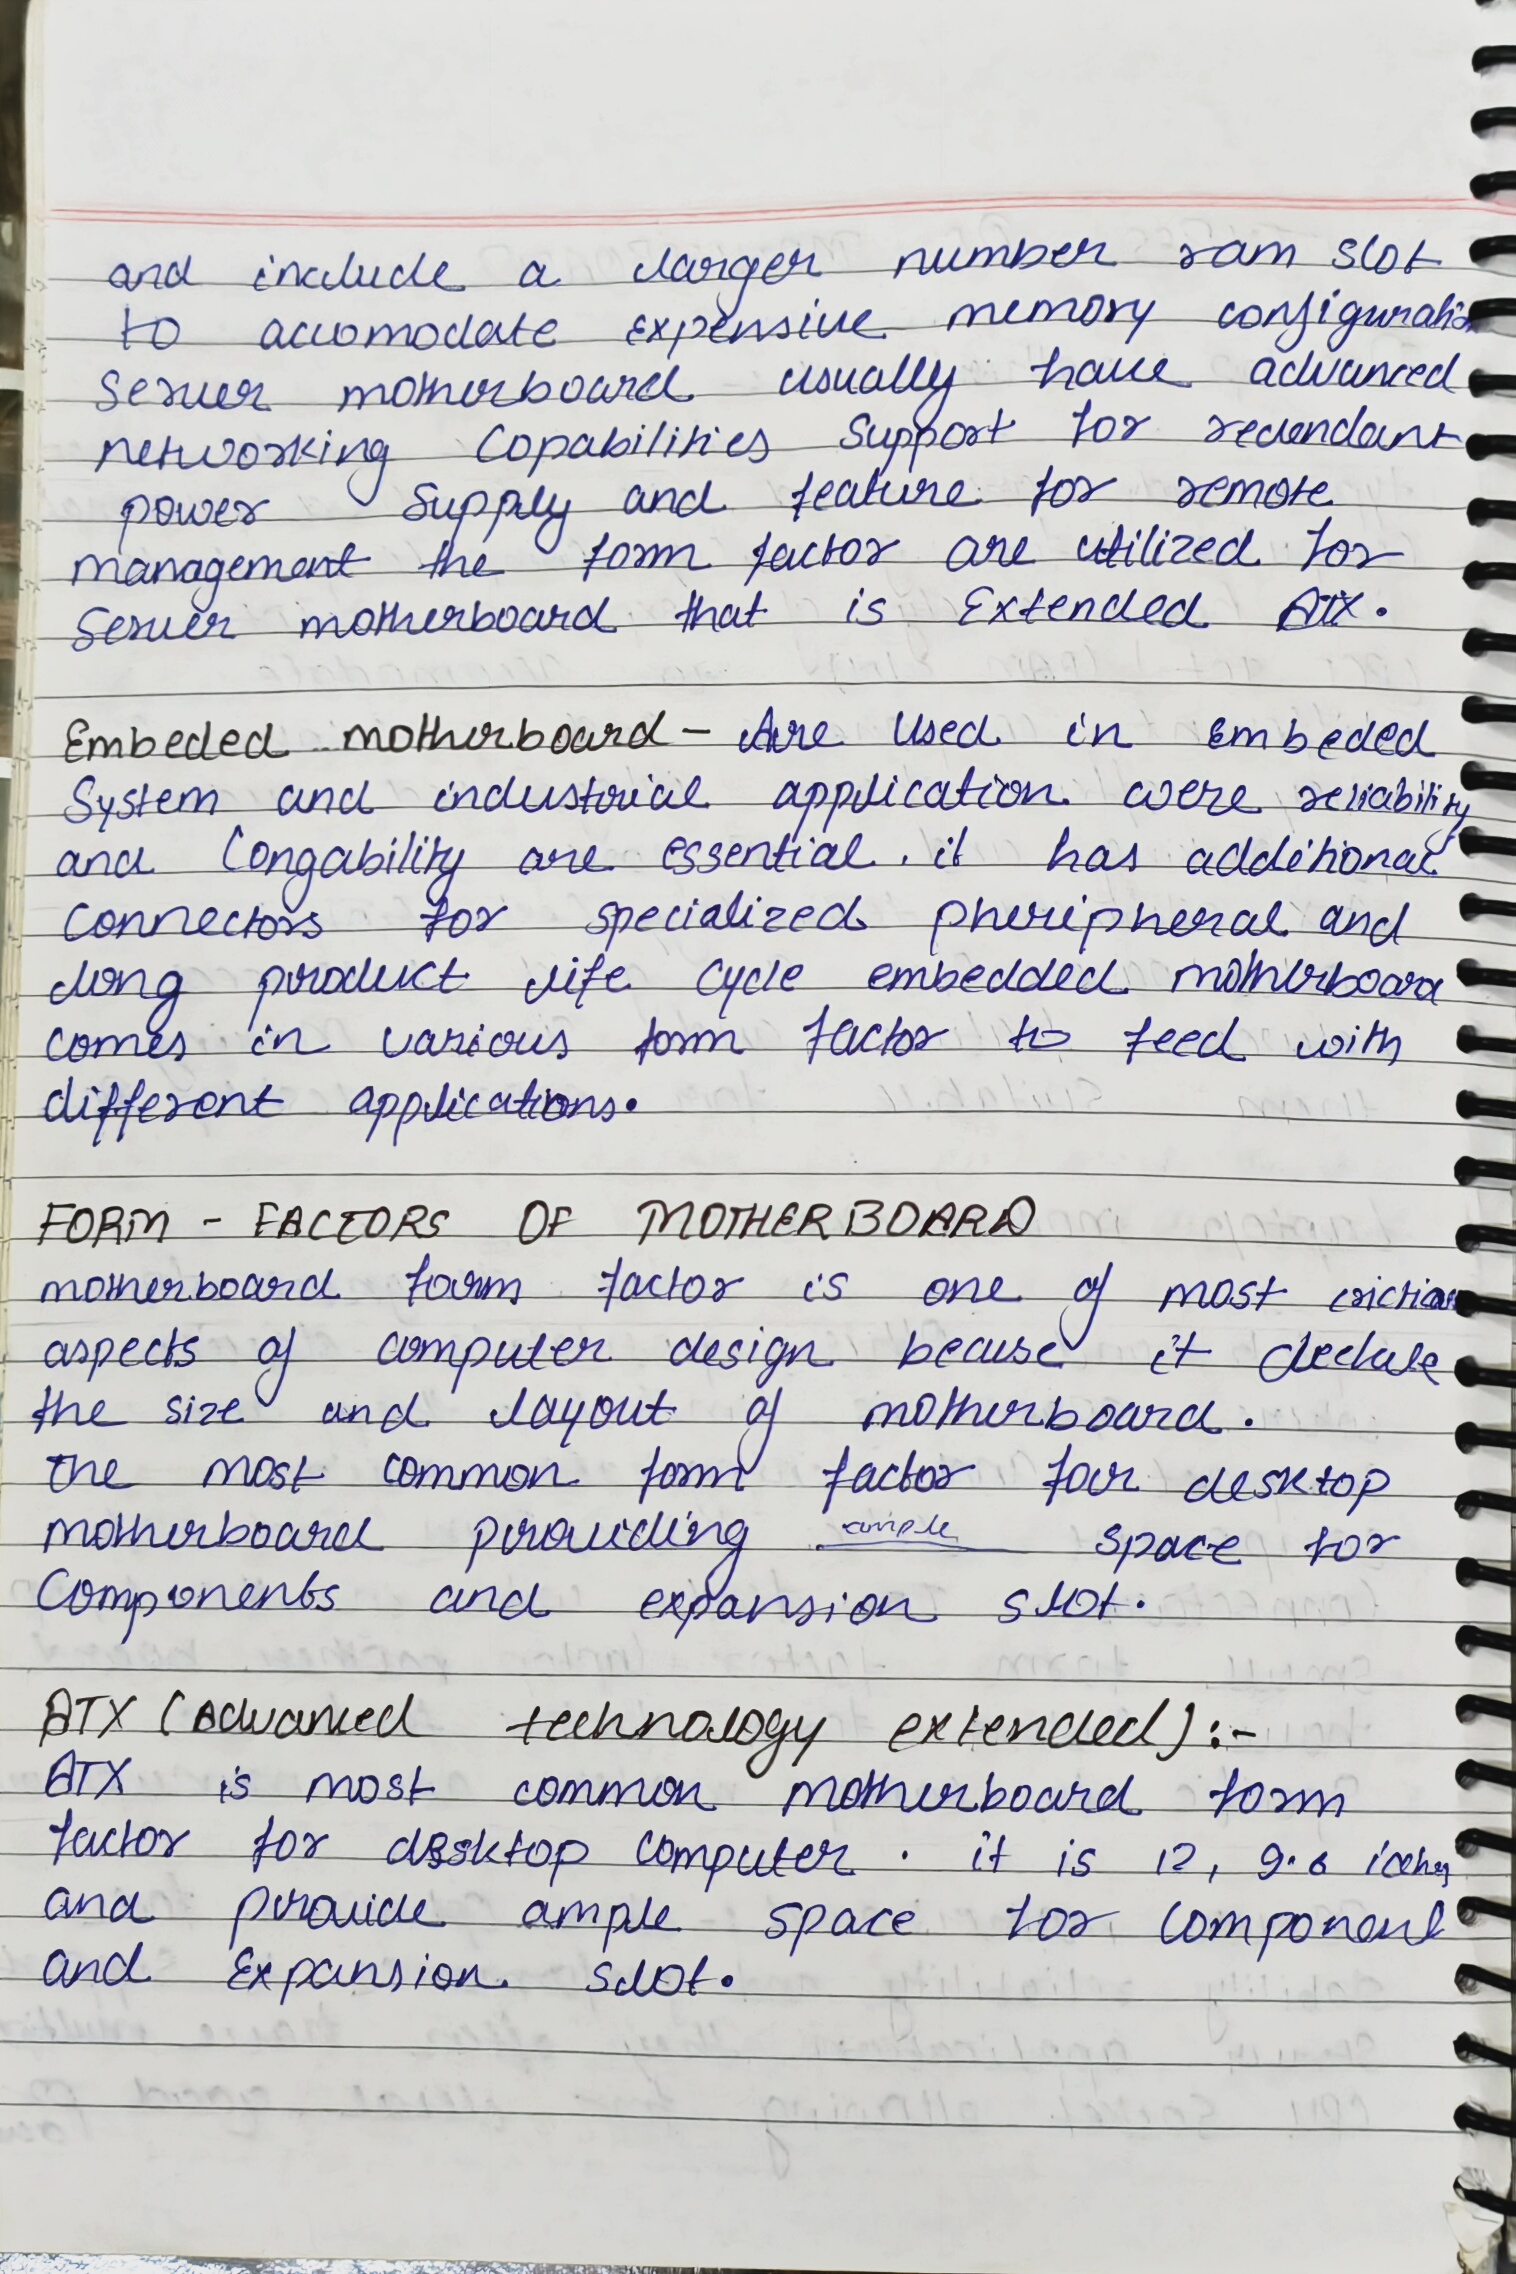 and include a larger number ram slot
to accomodate expensive memory configuratio
Server motherboard usually have advanced
networking Capabilities Support for redundant
power Supply and feature for remote
management the form factor are utilized for
Server motherboard that is Extended ATX.
Embeded motherboard - Are Used in Embeded
System and industrial application were reliability
and longability are essential. it has additional
Connectors for specialized pheripheral and
long product life Cycle embedded motherboard
comes in various form factor to feed with
different applications.
FORM - FACTORS OF MOTHERBOARD
motherboard form factor is one of most
aspects of computer design becuse it
the size and layout of motherboard.
The most common form factor for desktop
motherboard providing ample space for
Components and expansion slot.
ATX (Advanced technology extended) :-
ATX is most common motherboard form
factor for desktop computer. it is 12, 9.6
and provide ample space for Component
and Expansion slot.